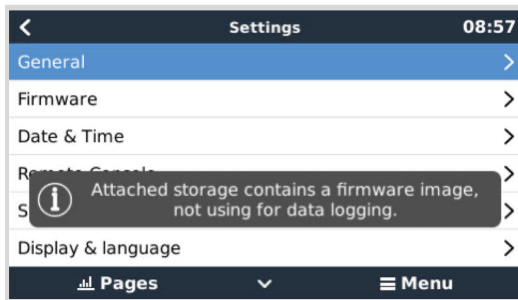 Settings
08:57
General
Firmware
Date & Time
Attached storage contains a firmware image,
not using for data logging.
Display & language
Pages
Menu